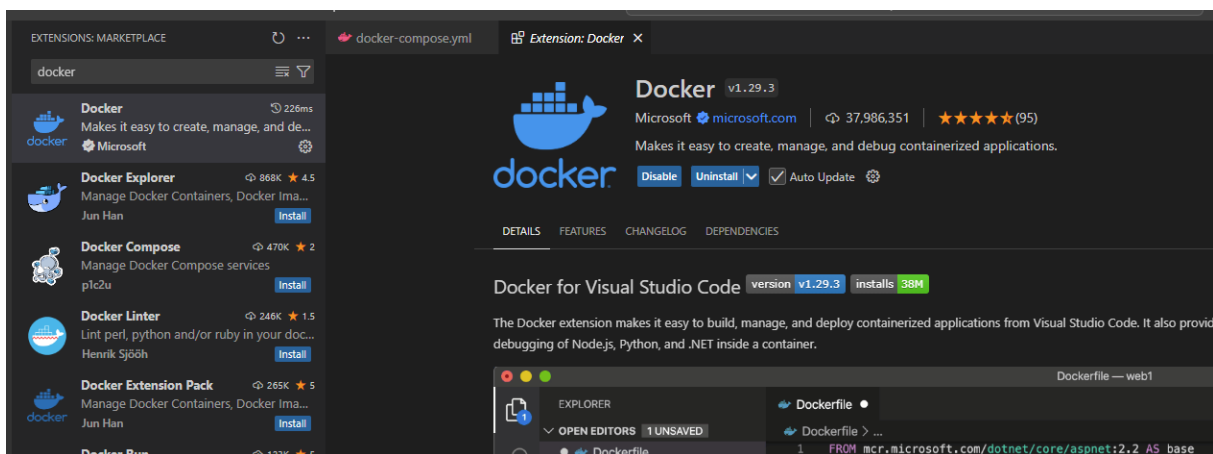 EXTENSIONS: MARKETPLACE
docker
Docker 226ms
Makes it easy to create, manage, and de...
Microsoft
docker
Docker Explorer 868K ★ 4.5
Manage Docker Containers, Docker Ima...
Jun Han Install
Docker Compose 470K ★ 2
Manage Docker Compose services
p1c2u Install
Docker Linter 246K ★ 1.5
Lint perl, python and/or ruby in your doc...
Henrik Sjööh Install
Docker Extension Pack 265K ★ 5
Manage Docker Containers, Docker Ima...
docker
Jun Han Install
docker-compose.yml Extension: Docker
docker
Docker v1.29.3
Microsoft microsoft.com 37,986,351 ★★★★★(95)
Makes it easy to create, manage, and debug containerized applications.
Disable Uninstall Auto Update
DETAILS FEATURES CHANGELOG DEPENDENCIES
Docker for Visual Studio Code version v1.29.3 installs 38M
The Docker extension makes it easy to build, manage, and deploy containerized applications from Visual Studio Code. It also provid
debugging of Node.js, Python, and .NET inside a container.
Dockerfile — web1
EXPLORER Dockerfile
1
OPEN EDITORS 1 UNSAVED Dockerfile > ...
Dockerfile 1 FROM mcr.microsoft.com/dotnet/core/aspnet:2.2 AS base